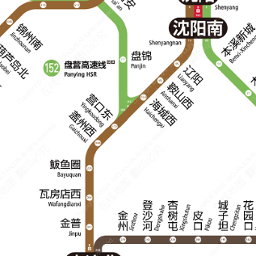 沈阳南
Shenyang
Shenyangnan
锦州南
Jinzhounan
葫芦岛北
152
盘营高速线
Panying HSR
盘锦
Panjin
辽阳
Liaoyang
鞍山西
Anshanxi
海城西
Haichengxi
本溪新城
营口东
Yingkoudong
盖州西
Gaizhouxi
鲅鱼圈
Bayuquan
瓦房店西
Wafangdianxi
金普
Jinpu
金州
Jinzhou
登沙河
Dengshahe
杏树屯
Xingshutun
皮口
Pikou
城子坦
Chengzitan
花园口